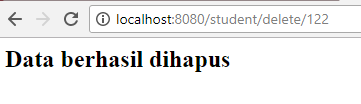 localhost:8080/student/delete/122
Data berhasil dihapus